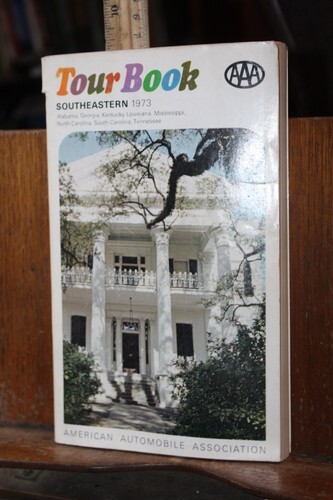 Tour Book
AAA
SOUTHEASTERN 1973
Alabama, Georgia, Kentucky, Louisiana, Mississippi,
North Carolina, South Carolina, Tennessee
AMERICAN AUTOMOBILE ASSOCIATION